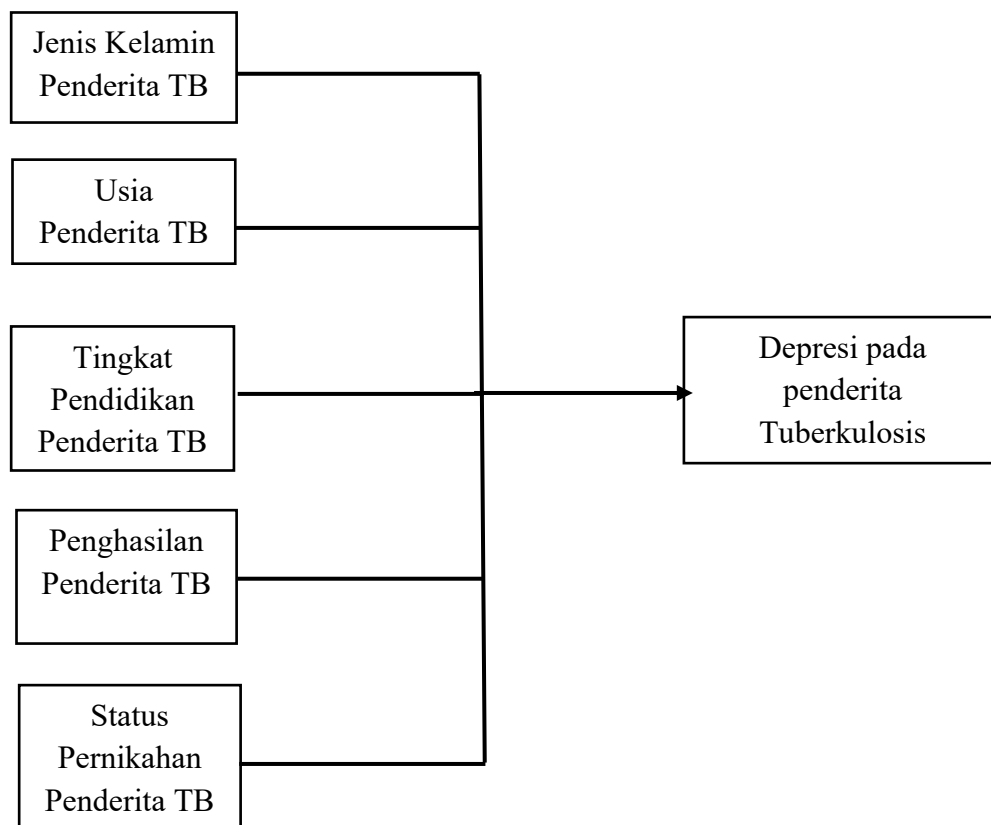 Jenis Kelamin
Penderita TB
Usia
Penderita TB
Tingkat
Pendidikan
Penderita TB
Penghasilan
Penderita TB
Status
Pernikahan
Penderita TB
Depresi pada
penderita
Tuberkulosis